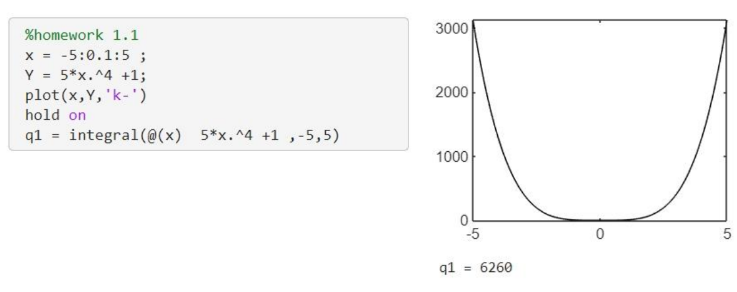 %homework 1.1
x = -5:0.1:5 ;
Y = 5*x.^4 +1;
plot(x,Y,'k-')
hold on
q1 = integral(@(x)  5*x.^4 +1 ,-5,5)
3000
2000
1000
0
-5 0 5
q1 = 6260